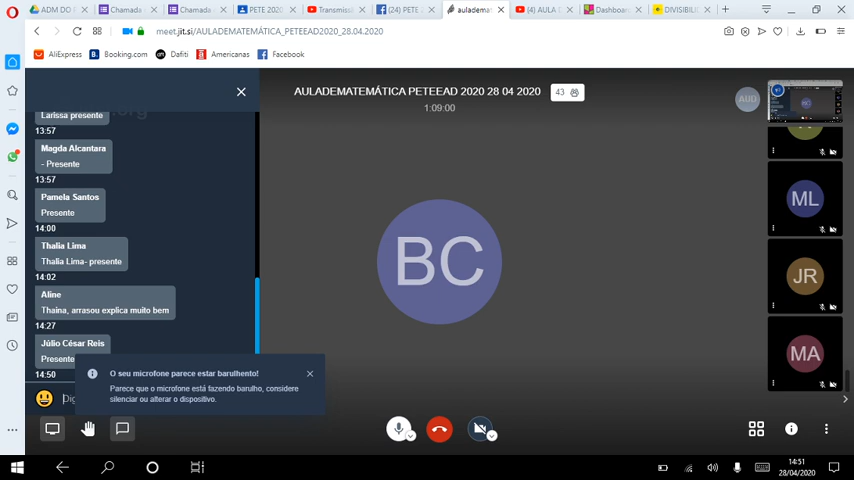 ADM DO
Chamada
Chamada
PETE 2020
Transmissã
(24) PETE
aulademat
(4) AULA
Dashboar
DIVISIBILI
meet.jit.si/AULADEMATEMÁTICA_PETEEAD2020_28.04.2020
AliExpress
Booking.com
Dafiti
Americanas
Facebook
Larissa presente
13:57
Magda Alcantara
- Presente
13:57
Pamela Santos
Presente
14:00
Thalia Lima
Thalia Lima- presente
14:02
Aline
Thaina, arrasou explica muito bem
14:27
Júlio César Reis
Presente
14:50
O seu microfone parece estar barulhento!
Parece que o microfone está fazendo barulho, considere
silenciar ou alterar o dispositivo.
Dig
AULADEMATEMÁTICA PETEEAD 2020 28 04 2020
43
1:09:00
BC
AUD
ML
JR
MA
14:51
28/04/2020